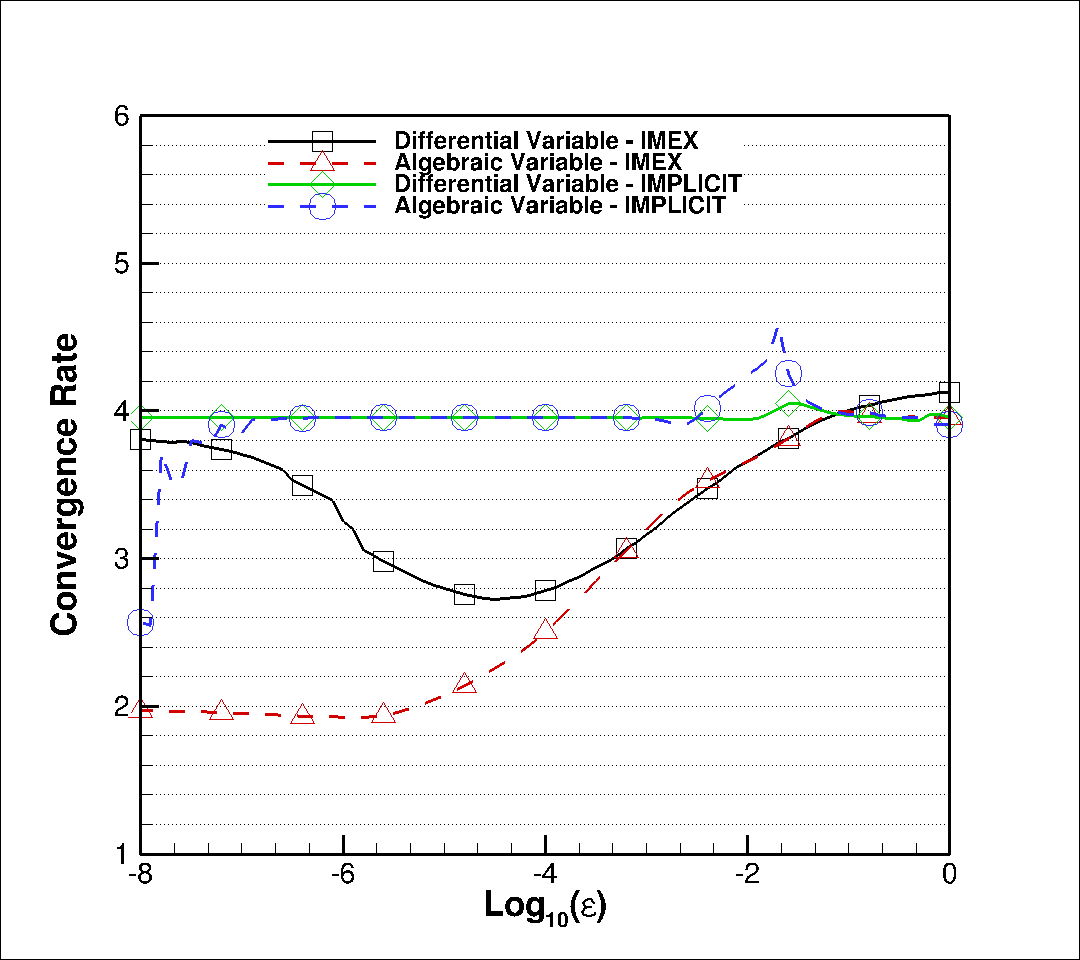 6
Differential Variable - IMEX
Algebraic Variable - IMEX
Differential Variable - IMPLICIT
Algebraic Variable - IMPLICIT
5
4
3
2
1
Convergence Rate
-8 -6 -4 -2 0
Log10(ε)